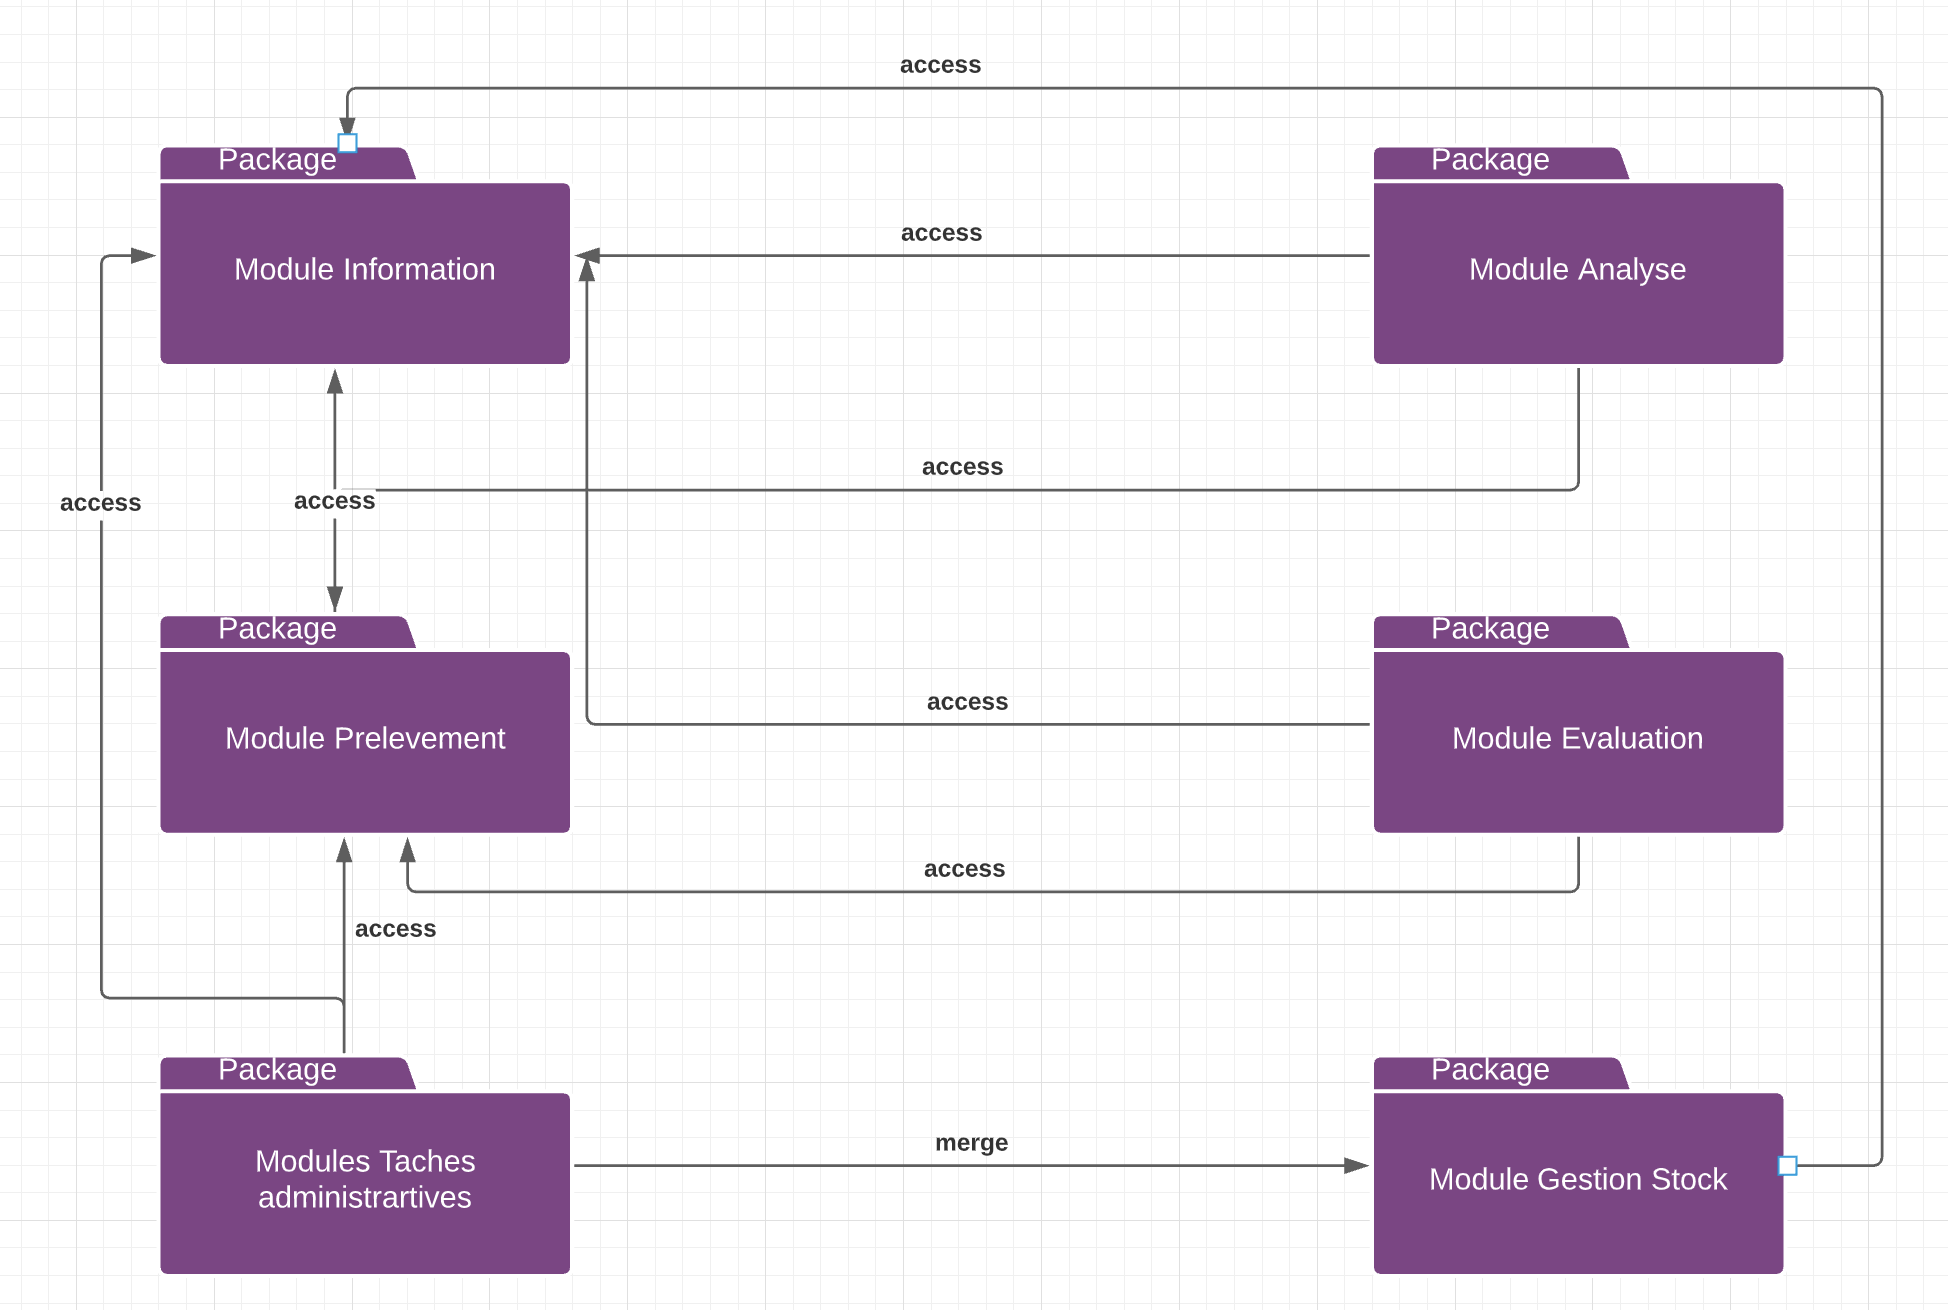 access
Package
Package
access
Module Information
Module Analyse
access
access
access
Package
Package
access
Module Prelevement
Module Evaluation
access
access
Package
Package
merge
Modules Taches
administrartives
Module Gestion Stock